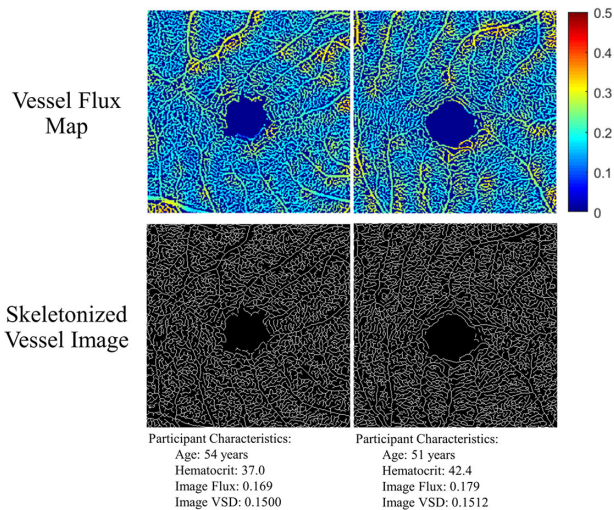 Vessel Flux
Map
0.5
0.4
0.3
0.2
0.1
0
Skeletonized
Vessel Image
Participant Characteristics:
Age: 54 years
Hematocrit: 37.0
Image Flux: 0.169
Image VSD: 0.1500
Participant Characteristics:
Age: 51 years
Hematocrit: 42.4
Image Flux: 0.179
Image VSD: 0.1512